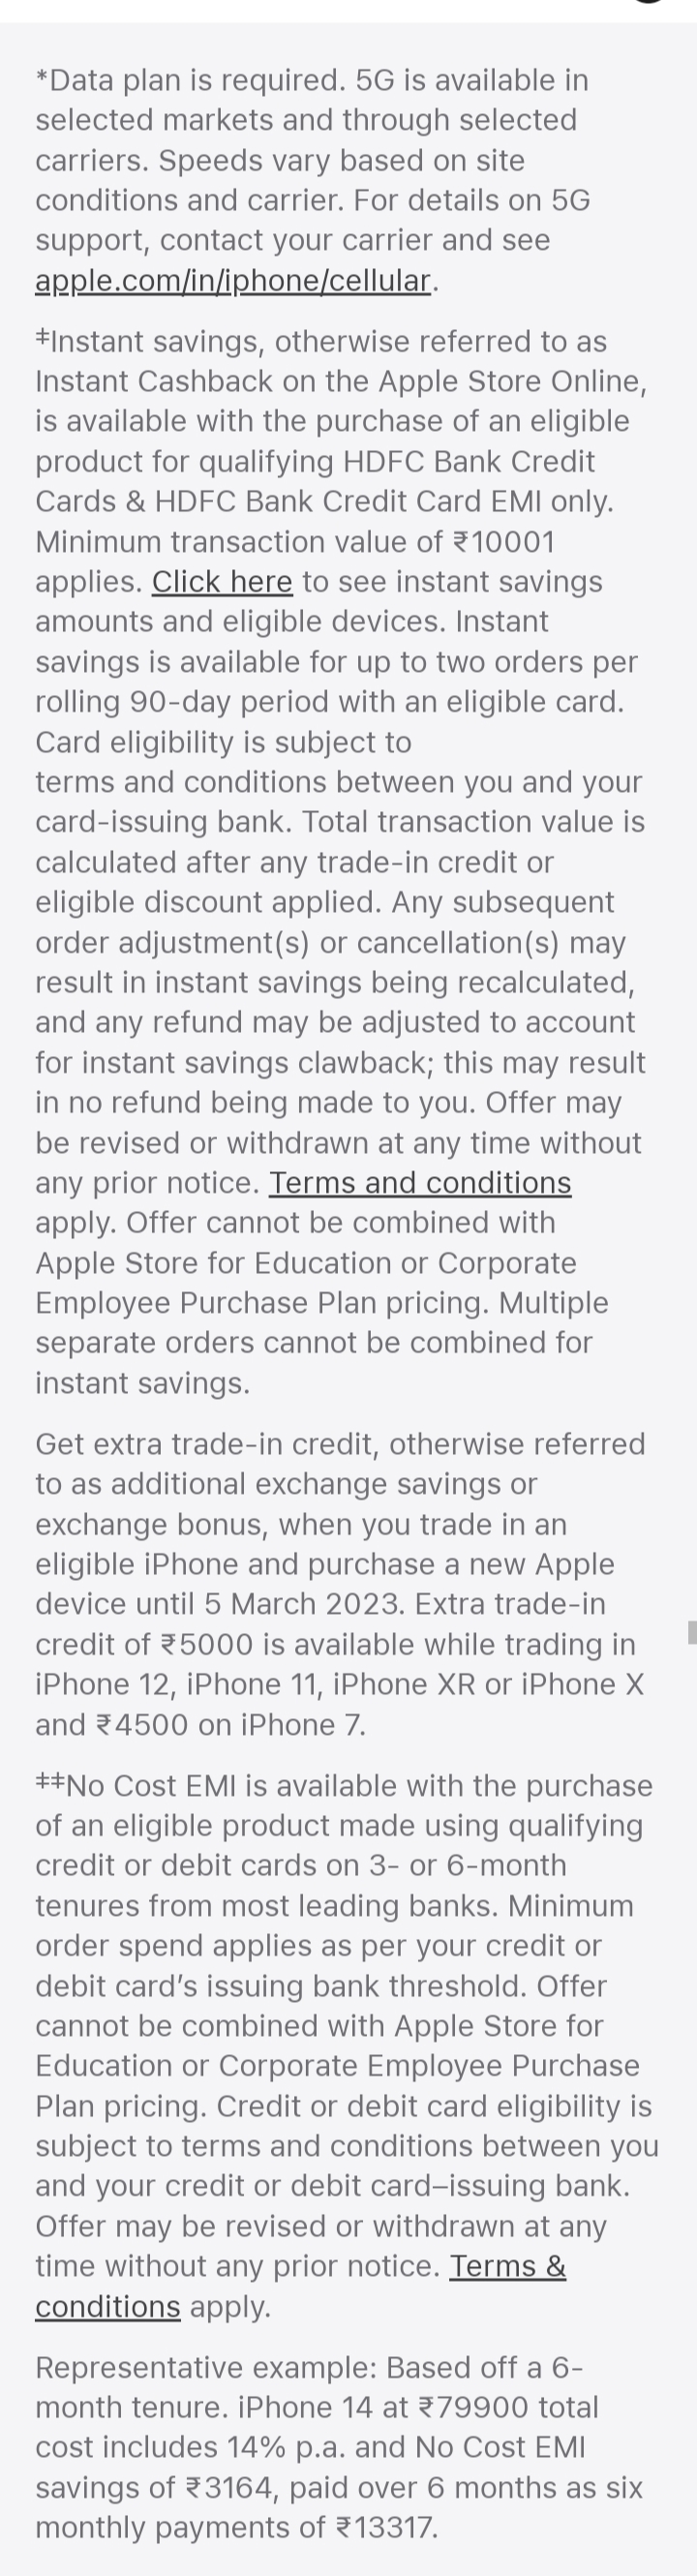 *Data plan is required. 5G is available in
selected markets and through selected
carriers. Speeds vary based on site
conditions and carrier. For details on 5G
support, contact your carrier and see
apple.com/in/iphone/cellular.
‡Instant savings, otherwise referred to as
Instant Cashback on the Apple Store Online,
is available with the purchase of an eligible
product for qualifying HDFC Bank Credit
Cards & HDFC Bank Credit Card EMI only.
Minimum transaction value of ₹10001
applies. Click here to see instant savings
amounts and eligible devices. Instant
savings is available for up to two orders per
rolling 90-day period with an eligible card.
Card eligibility is subject to
terms and conditions between you and your
card-issuing bank. Total transaction value is
calculated after any trade-in credit or
eligible discount applied. Any subsequent
order adjustment(s) or cancellation(s) may
result in instant savings being recalculated,
and any refund may be adjusted to account
for instant savings clawback; this may result
in no refund being made to you. Offer may
be revised or withdrawn at any time without
any prior notice. Terms and conditions
apply. Offer cannot be combined with
Apple Store for Education or Corporate
Employee Purchase Plan pricing. Multiple
separate orders cannot be combined for
instant savings.
Get extra trade-in credit, otherwise referred
to as additional exchange savings or
exchange bonus, when you trade in an
eligible iPhone and purchase a new Apple
device until 5 March 2023. Extra trade-in
credit of ₹5000 is available while trading in
iPhone 12, iPhone 11, iPhone XR or iPhone X
and ₹4500 on iPhone 7.
‡‡No Cost EMI is available with the purchase
of an eligible product made using qualifying
credit or debit cards on 3- or 6-month
tenures from most leading banks. Minimum
order spend applies as per your credit or
debit card's issuing bank threshold. Offer
cannot be combined with Apple Store for
Education or Corporate Employee Purchase
Plan pricing. Credit or debit card eligibility is
subject to terms and conditions between you
and your credit or debit card–issuing bank.
Offer may be revised or withdrawn at any
time without any prior notice. Terms &
conditions apply.
Representative example: Based off a 6-
month tenure. iPhone 14 at ₹79900 total
cost includes 14% p.a. and No Cost EMI
savings of ₹3164, paid over 6 months as six
monthly payments of ₹13317.